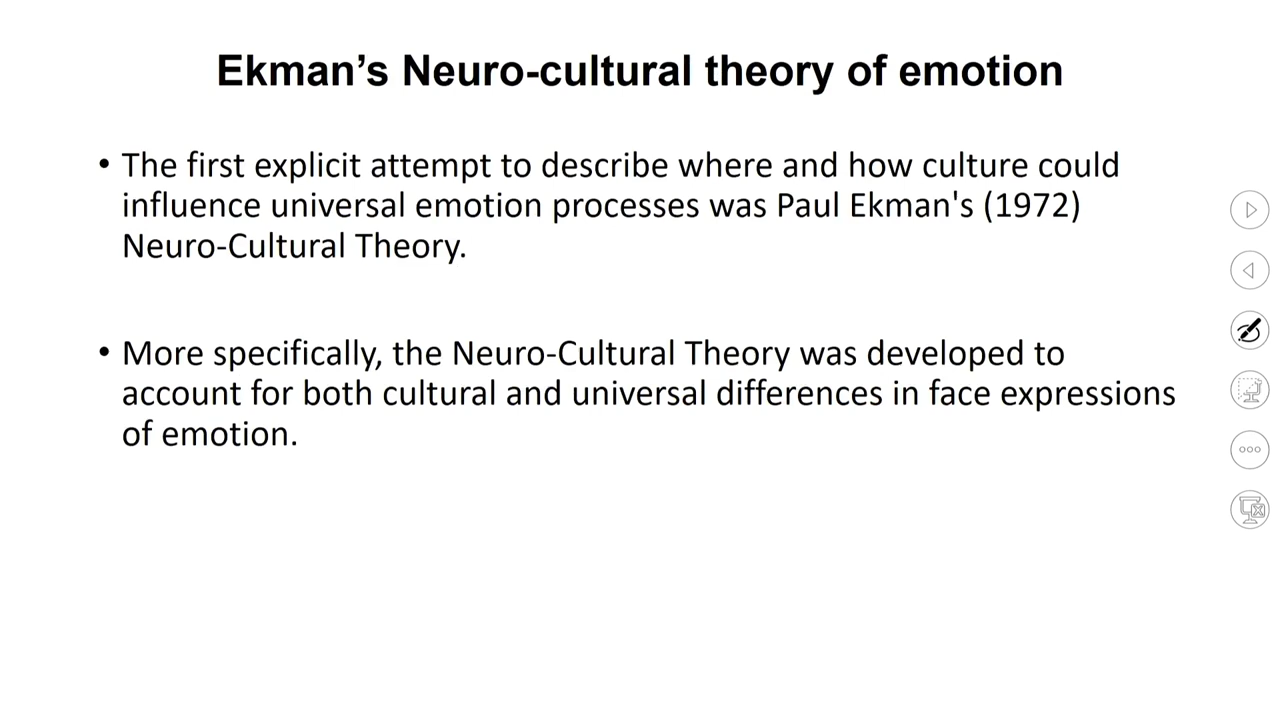 Ekman’s Neuro-cultural theory of emotion
• The first explicit attempt to describe where and how culture could
influence universal emotion processes was Paul Ekman's (1972)
Neuro-Cultural Theory.
• More specifically, the Neuro-Cultural Theory was developed to
account for both cultural and universal differences in face expressions
of emotion.